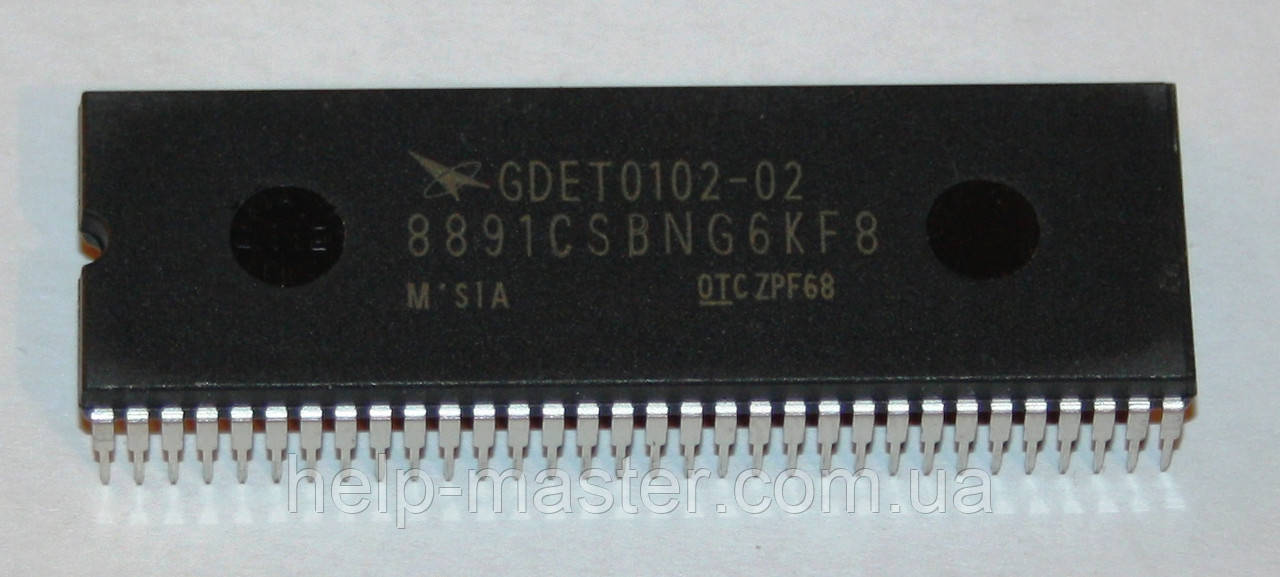 GDET0102-02
8891CSBNG6KF8
M'SIA OTC ZPF68
help-master.com.ua